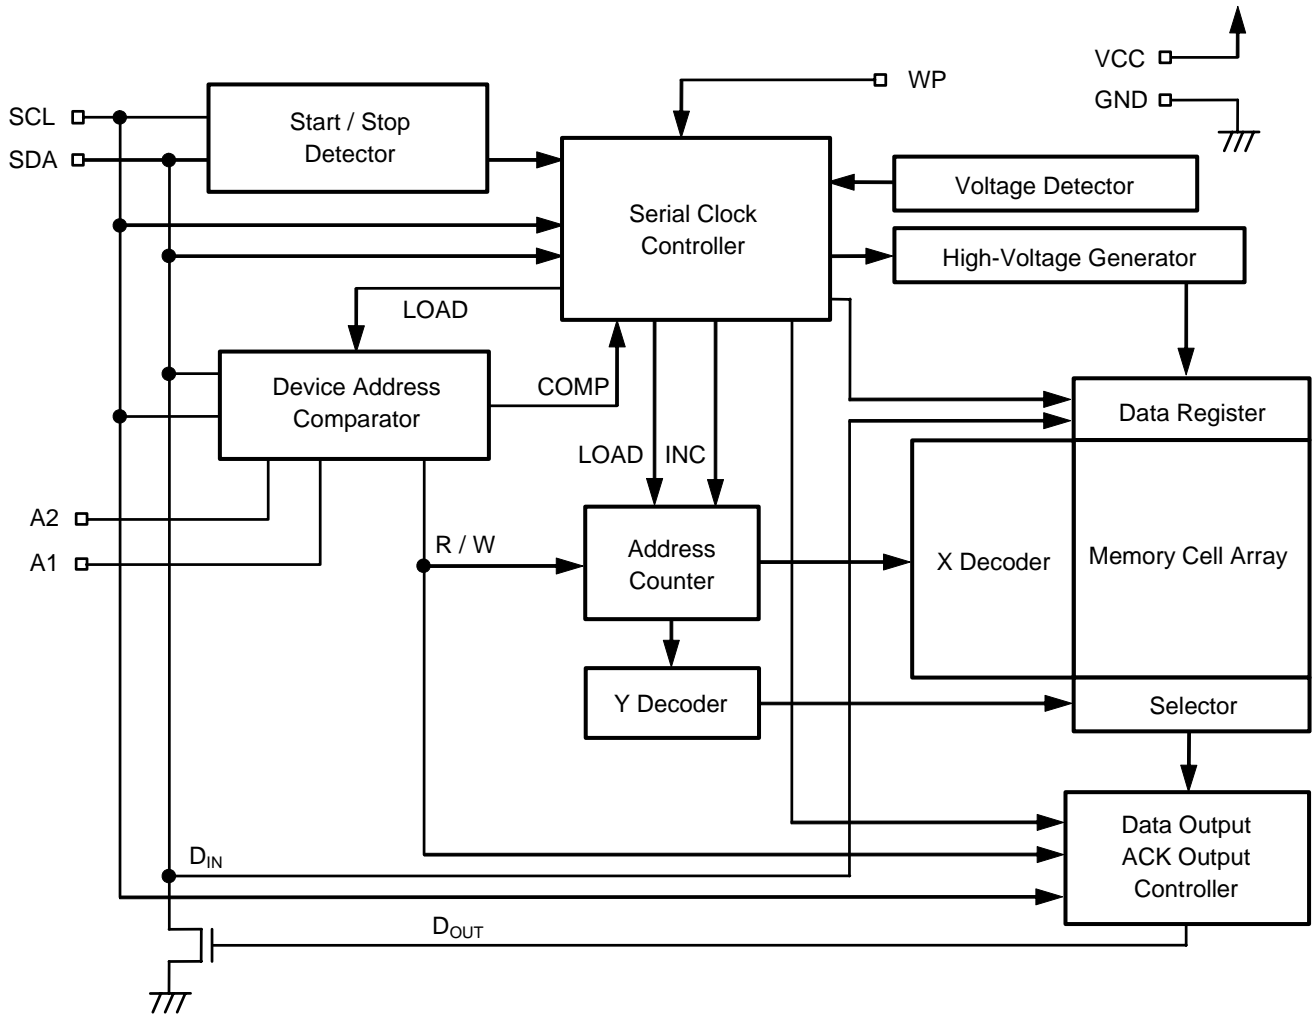 VCC
WP
GND
SCL
SDA
Start / Stop
Detector
Voltage Detector
Serial Clock
Controller
High-Voltage Generator
LOAD
COMP
Device Address
Comparator
Data Register
LOAD
INC
A2
A1
R / W
Address
Counter
X Decoder
Memory Cell Array
Y Decoder
Selector
Data Output
ACK Output
Controller
DIN
DOUT